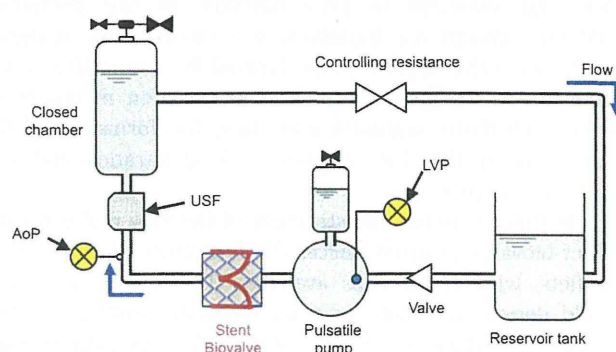 Controlling resistance
Flow
Closed
chamber
USF
LVP
AoP
Valve
Stent
Biovalve
Pulsatile
pump
Reservoir tank